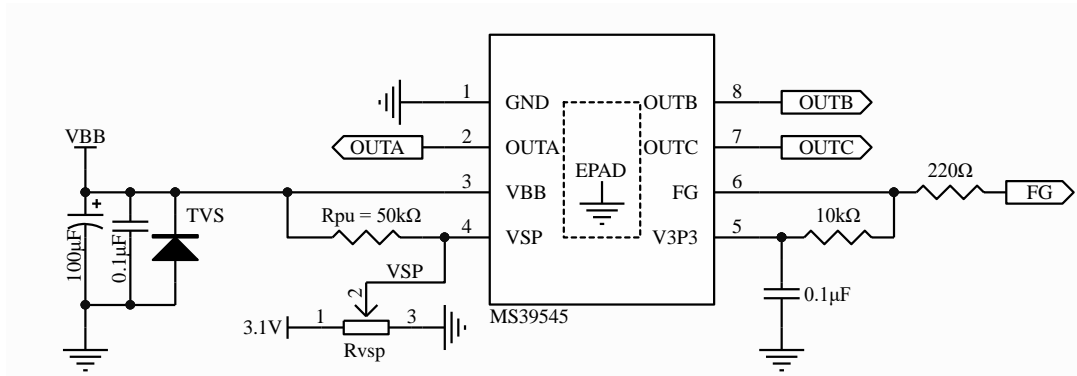 1
GND
OUTB
8
OUTB
VBB
OUTA
2
OUTA
OUTC
7
OUTC
EPAD
220Ω
3
VBB
FG
6
FG
+
TVS
Rpu = 50kΩ
4
VSP
V3P3
5
10kΩ
100μF
0.1μF
VSP
2
0.1μF
3.1V
1
3
MS39545
Rvsp